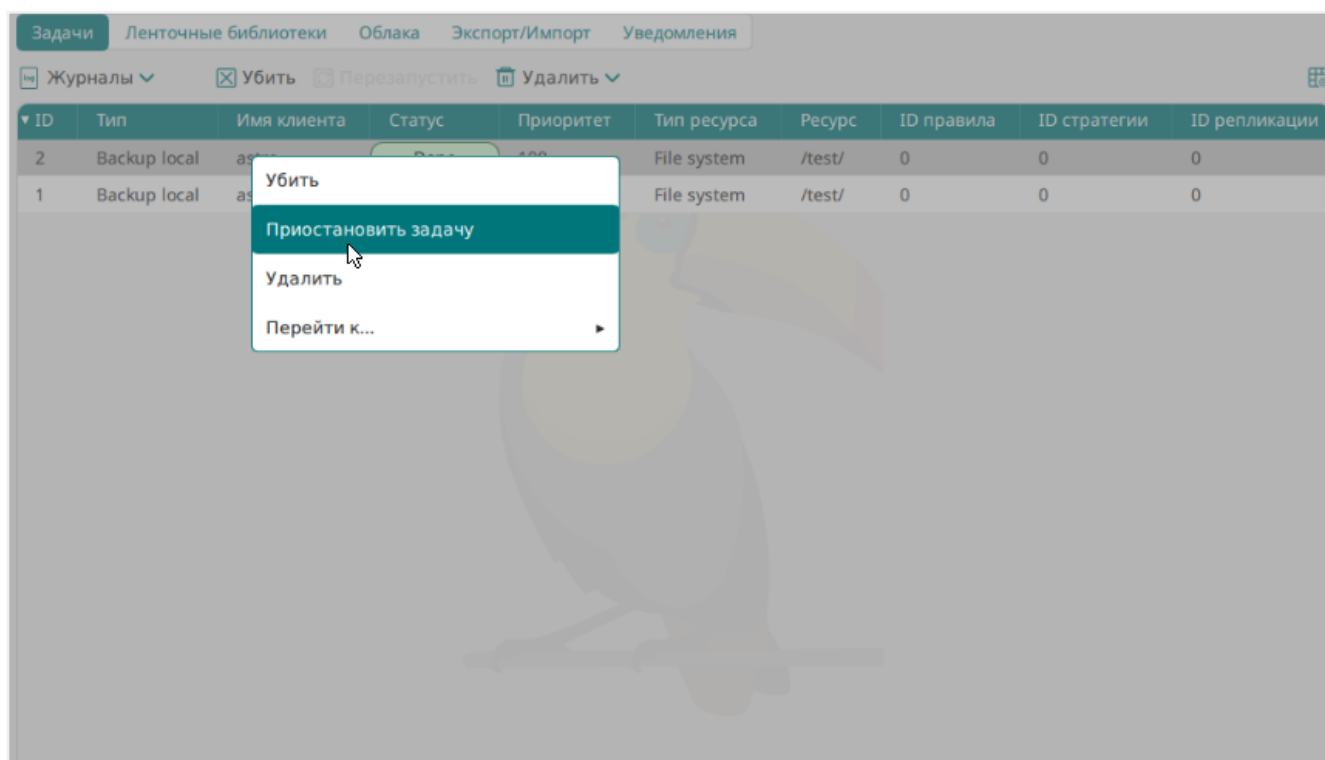 Задачи Ленточные библиотеки Облака Экспорт/Импорт Уведомления
Журналы Убить Перезапустить Удалить
ID Тип Имя клиента Статус Приоритет Тип ресурса Ресурс ID правила ID стратегии ID репликации
2 Backup local File system /test/ 0 0 0
1 Backup local File system /test/ 0 0 0
Убить
Приостановить задачу
Удалить
Перейти к...